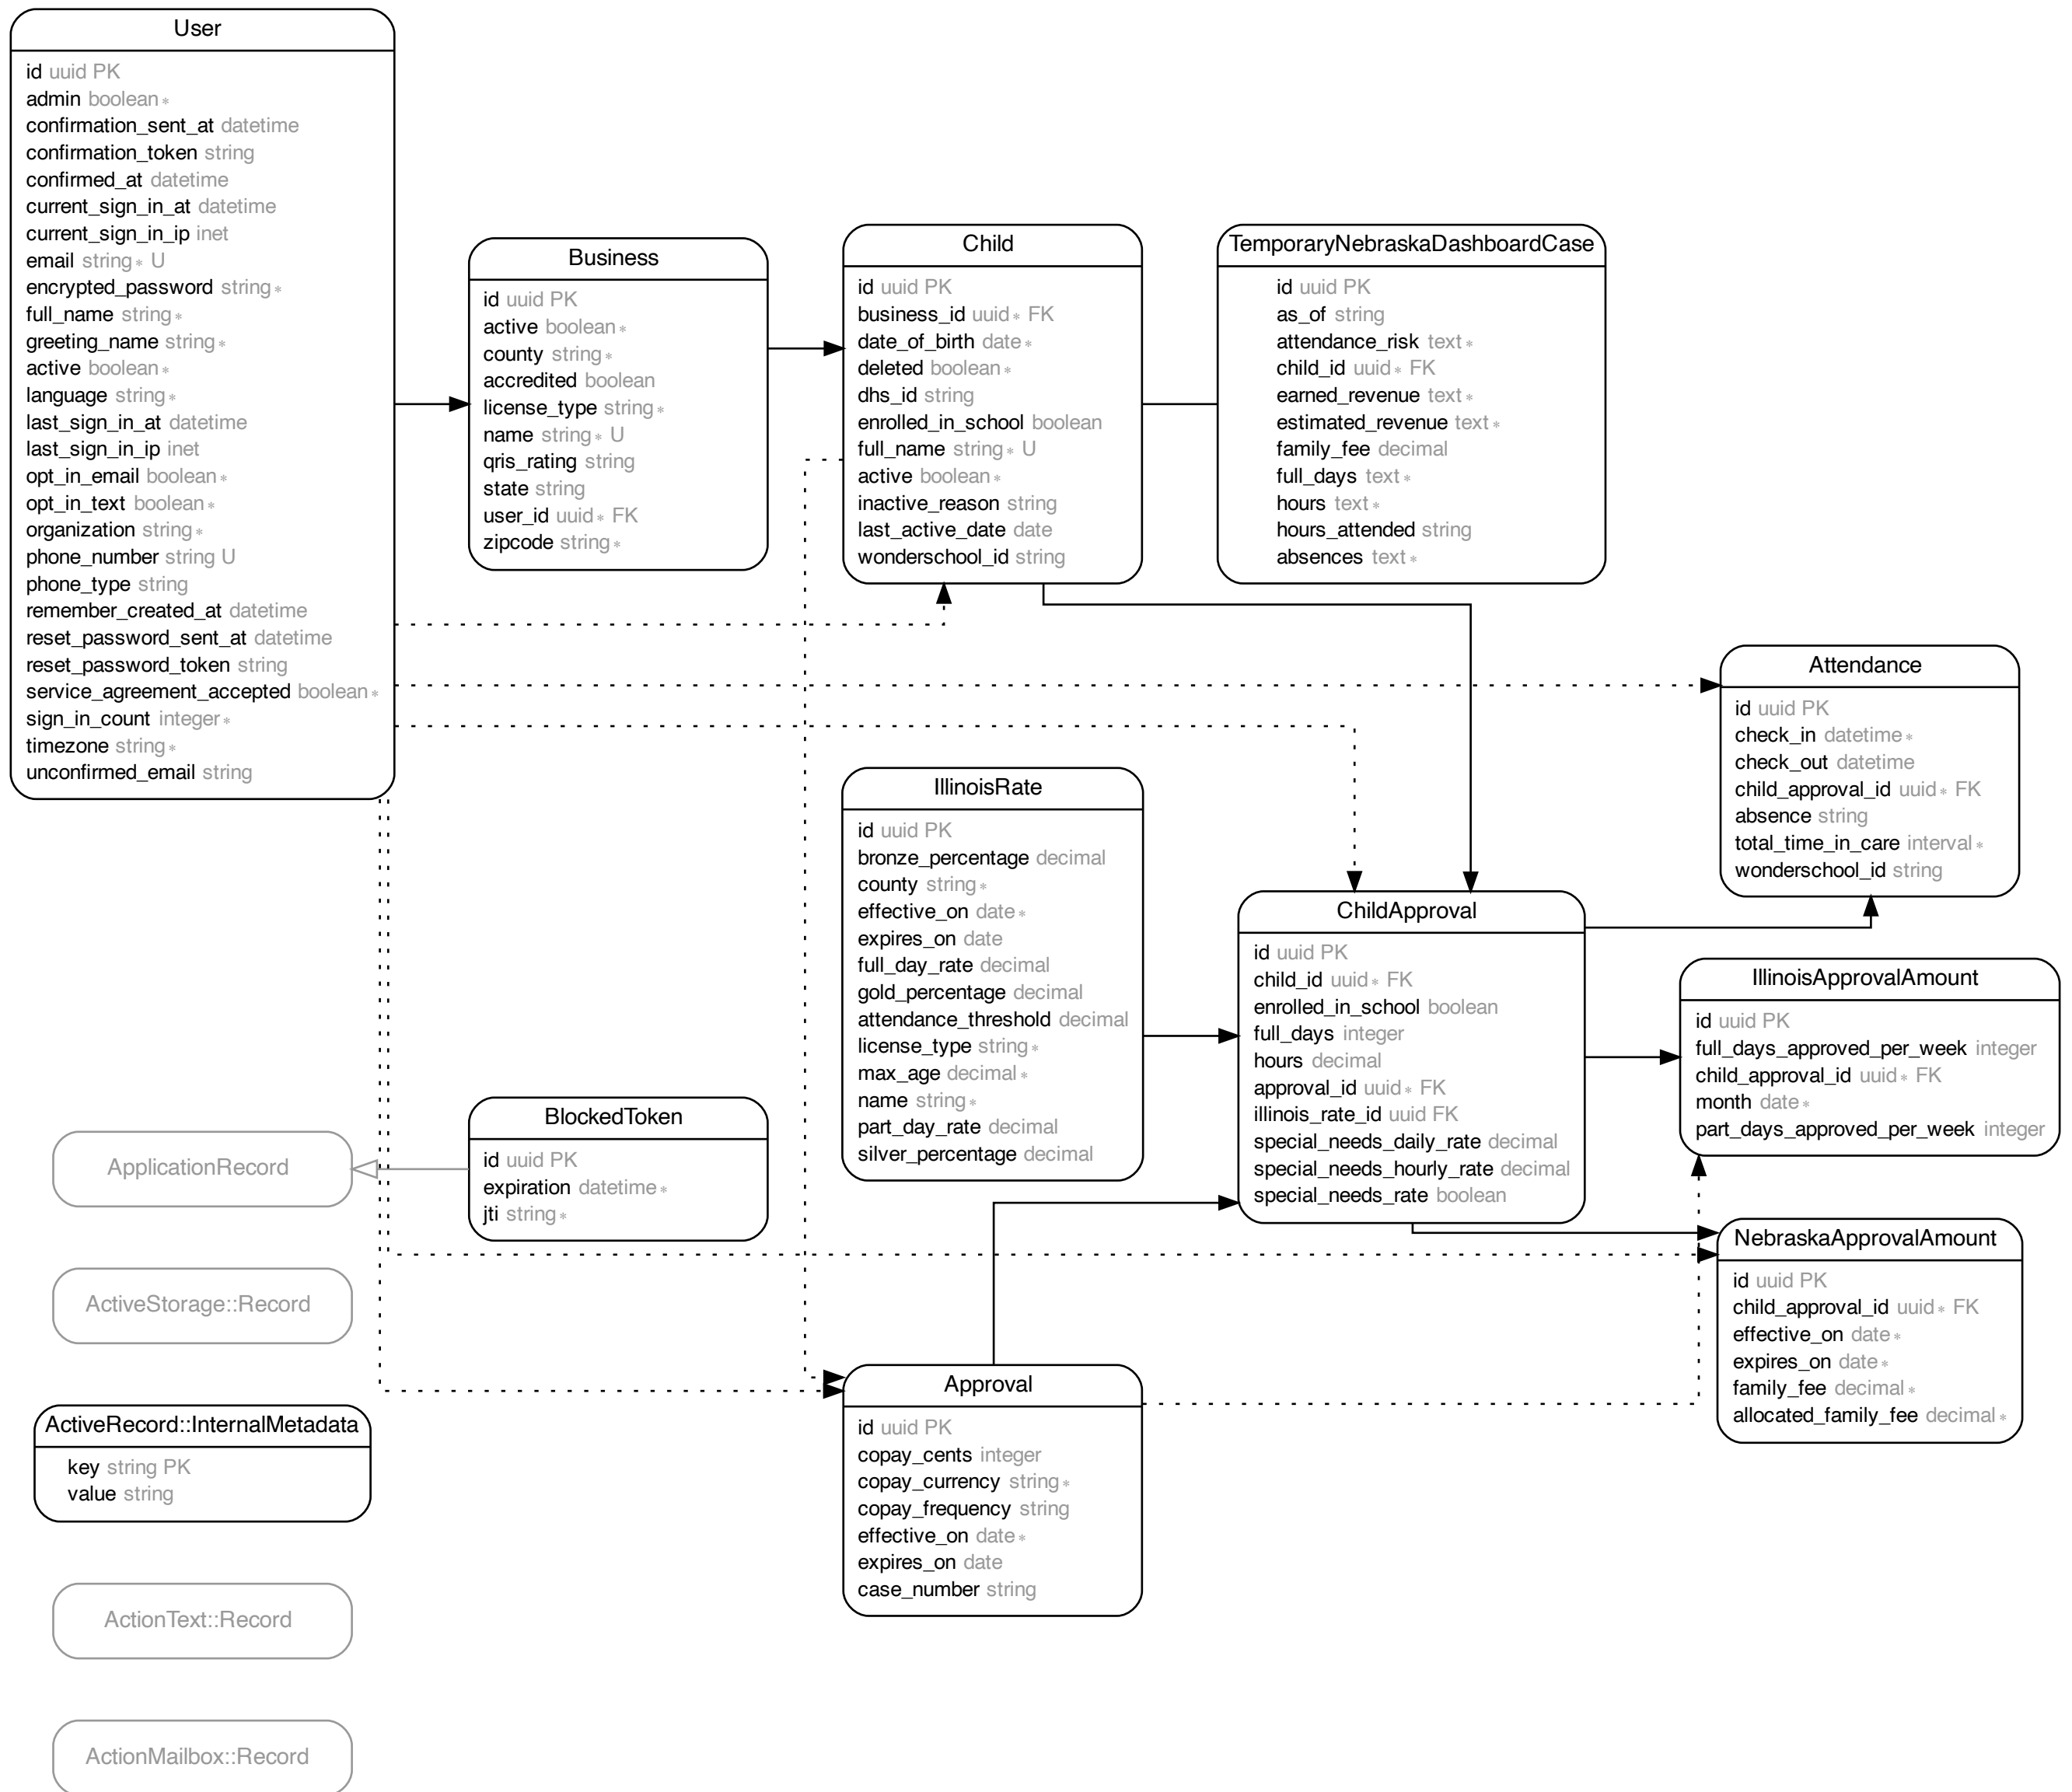 User
id uuid PK
admin boolean *
confirmation_sent_at datetime
confirmation_token string
confirmed_at datetime
current_sign_in_at datetime
current_sign_in_ip inet
email string * U
encrypted_password string *
full_name string *
greeting_name string *
active boolean *
language string *
last_sign_in_at datetime
last_sign_in_ip inet
opt_in_email boolean *
opt_in_text boolean *
organization string *
phone_number string U
phone_type string
remember_created_at datetime
reset_password_sent_at datetime
reset_password_token string
service_agreement_accepted boolean *
sign_in_count integer *
timezone string *
unconfirmed_email string
Business
id uuid PK
active boolean *
county string *
accredited boolean
license_type string *
name string * U
qris_rating string
state string
user_id uuid * FK
zipcode string *
Child
id uuid PK
business_id uuid * FK
date_of_birth date *
deleted boolean *
dhs_id string
enrolled_in_school boolean
full_name string * U
active boolean *
inactive_reason string
last_active_date date
wonderschool_id string
TemporaryNebraskaDashboardCase
id uuid PK
as_of string
attendance_risk text *
child_id uuid * FK
earned_revenue text *
estimated_revenue text *
family_fee decimal
full_days text *
hours text *
hours_attended string
absences text *
Attendance
id uuid PK
check_in datetime *
check_out datetime
child_approval_id uuid * FK
absence string
total_time_in_care interval *
wonderschool_id string
IllinoisRate
id uuid PK
bronze_percentage decimal
county string *
effective_on date *
expires_on date
full_day_rate decimal
gold_percentage decimal
attendance_threshold decimal
license_type string *
max_age decimal *
name string *
part_day_rate decimal
silver_percentage decimal
ChildApproval
id uuid PK
child_id uuid * FK
enrolled_in_school boolean
full_days integer
hours decimal
approval_id uuid * FK
illinois_rate_id uuid FK
special_needs_daily_rate decimal
special_needs_hourly_rate decimal
special_needs_rate boolean
IllinoisApprovalAmount
id uuid PK
full_days_approved_per_week integer
child_approval_id uuid * FK
month date *
part_days_approved_per_week integer
BlockedToken
id uuid PK
expiration datetime *
jti string *
ApplicationRecord
NebraskaApprovalAmount
id uuid PK
child_approval_id uuid * FK
effective_on date *
expires_on date *
family_fee decimal *
allocated_family_fee decimal *
ActiveStorage::Record
Approval
id uuid PK
copay_cents integer
copay_currency string *
copay_frequency string
effective_on date *
expires_on date
case_number string
ActiveRecord::InternalMetadata
key string PK
value string
ActionText::Record
ActionMailbox::Record